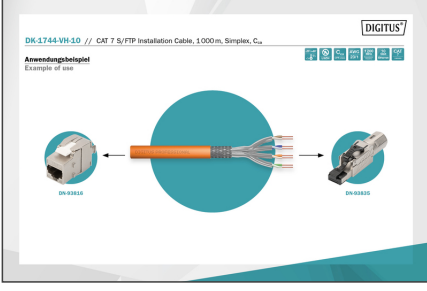 DIGITUS®
DK-1744-VH-10 // CAT 7 S/FTP Installation Cable, 1000 m, Simplex, Cca
Anwendungsbeispiel
Example of use
DN-93816
DN-93835